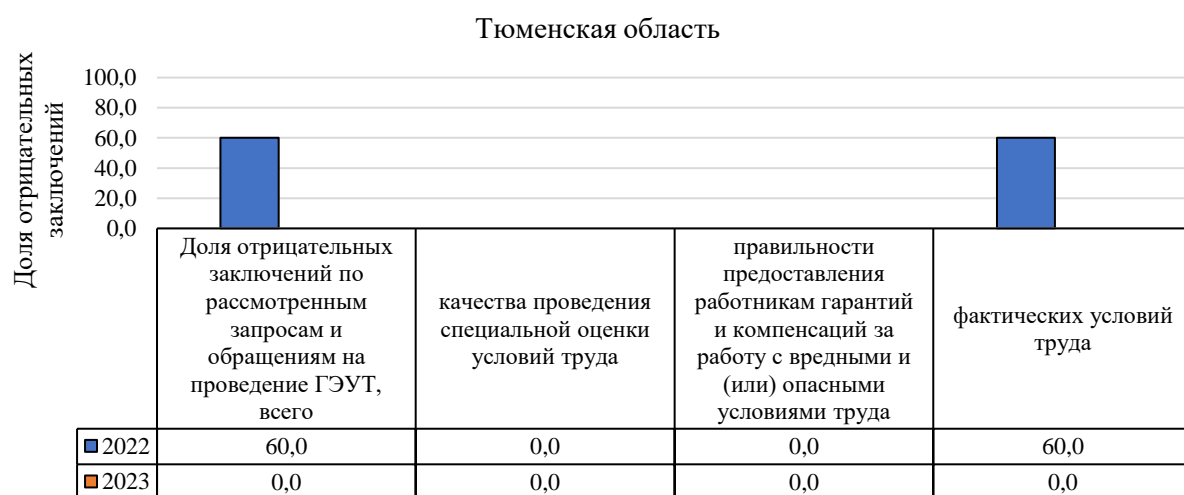 Тюменская область
Доля отрицательных
заключений
100,0
80,0
60,0
40,0
20,0
0,0
Доля отрицательных
заключений по
рассмотренным
запросам и
обращениям на
проведение ГЭУТ,
всего
качества проведения
специальной оценки
условий труда
правильности
предоставления
работникам гарантий
и компенсаций за
работу с вредными и
(или) опасными
условиями труда
фактических условий
труда
2022 60,0 0,0 0,0 60,0
2023 0,0 0,0 0,0 0,0